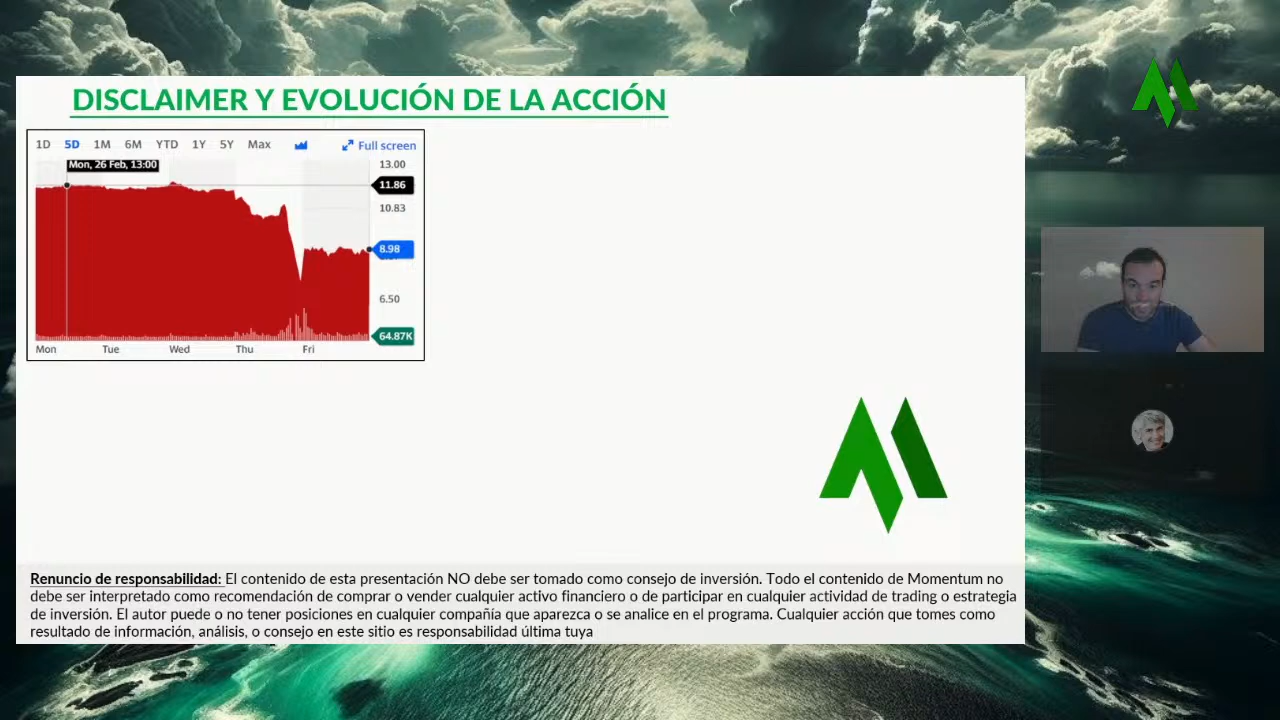 DISCLAIMER Y EVOLUCIÓN DE LA ACCIÓN
1D 5D 1M 6M YTD 1Y 5Y Max Full screen
Mon, 26 Feb, 13:00
13.00
11.86
10.83
8.98
6.50
64.87K
Mon Tue Wed Thu Fri
Renuncio de responsabilidad: El contenido de esta presentación NO debe ser tomado como consejo de inversión. Todo el contenido de Momentum no
debe ser interpretado como recomendación de comprar o vender cualquier activo financiero o de participar en cualquier actividad de trading o estrategia
de inversión. El autor puede o no tener posiciones en cualquier compañía que aparezca o se analice en el programa. Cualquier acción que tomes como
resultado de información, análisis, o consejo en este sitio es responsabilidad última tuya